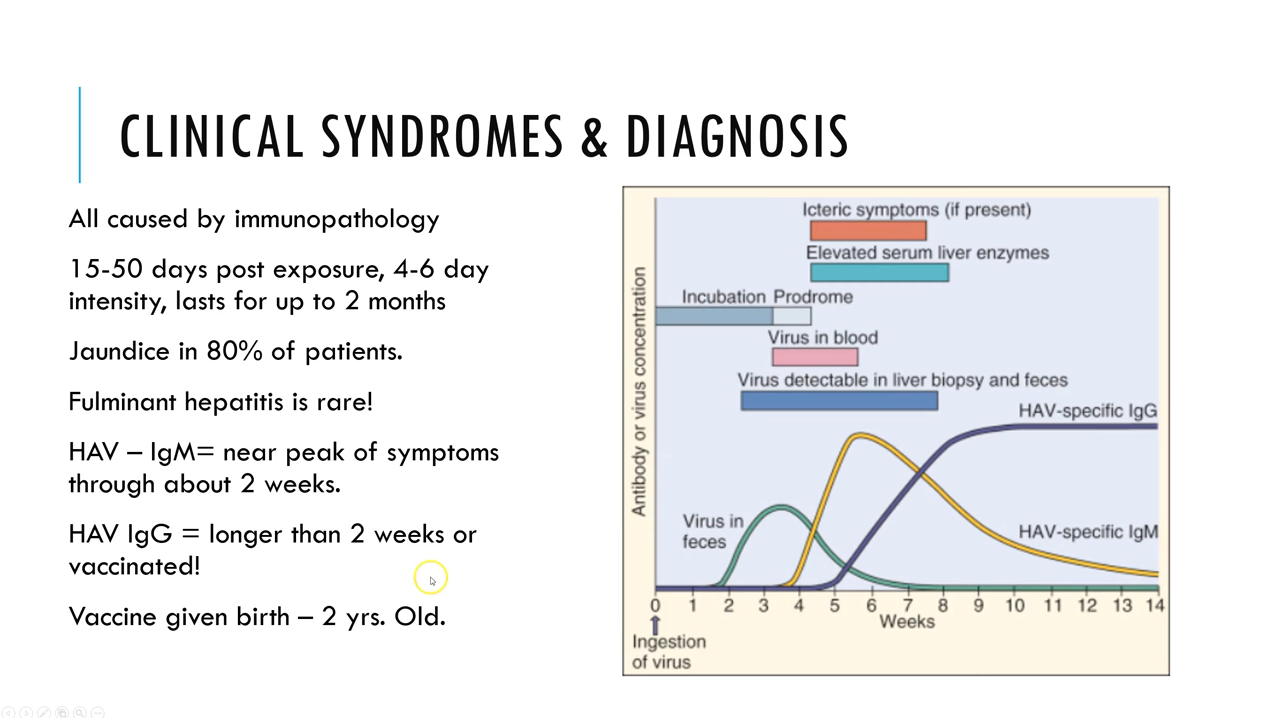 CLINICAL SYNDROMES & DIAGNOSIS
All caused by immunopathology
15-50 days post exposure, 4-6 day
intensity, lasts for up to 2 months
Jaundice in 80% of patients.
Fulminant hepatitis is rare!
HAV – IgM= near peak of symptoms
through about 2 weeks.
HAV IgG = longer than 2 weeks or
vaccinated!
Vaccine given birth – 2 yrs. Old.
Antibody or virus concentration
Icteric symptoms (if present)
Elevated serum liver enzymes
Incubation Prodrome
Virus in blood
Virus detectable in liver biopsy and feces
HAV-specific IgG
Virus in
feces
HAV-specific IgM
0 1 2 3 4 5 6 7 8 9 10 11 12 13 14
Weeks
Ingestion
of virus